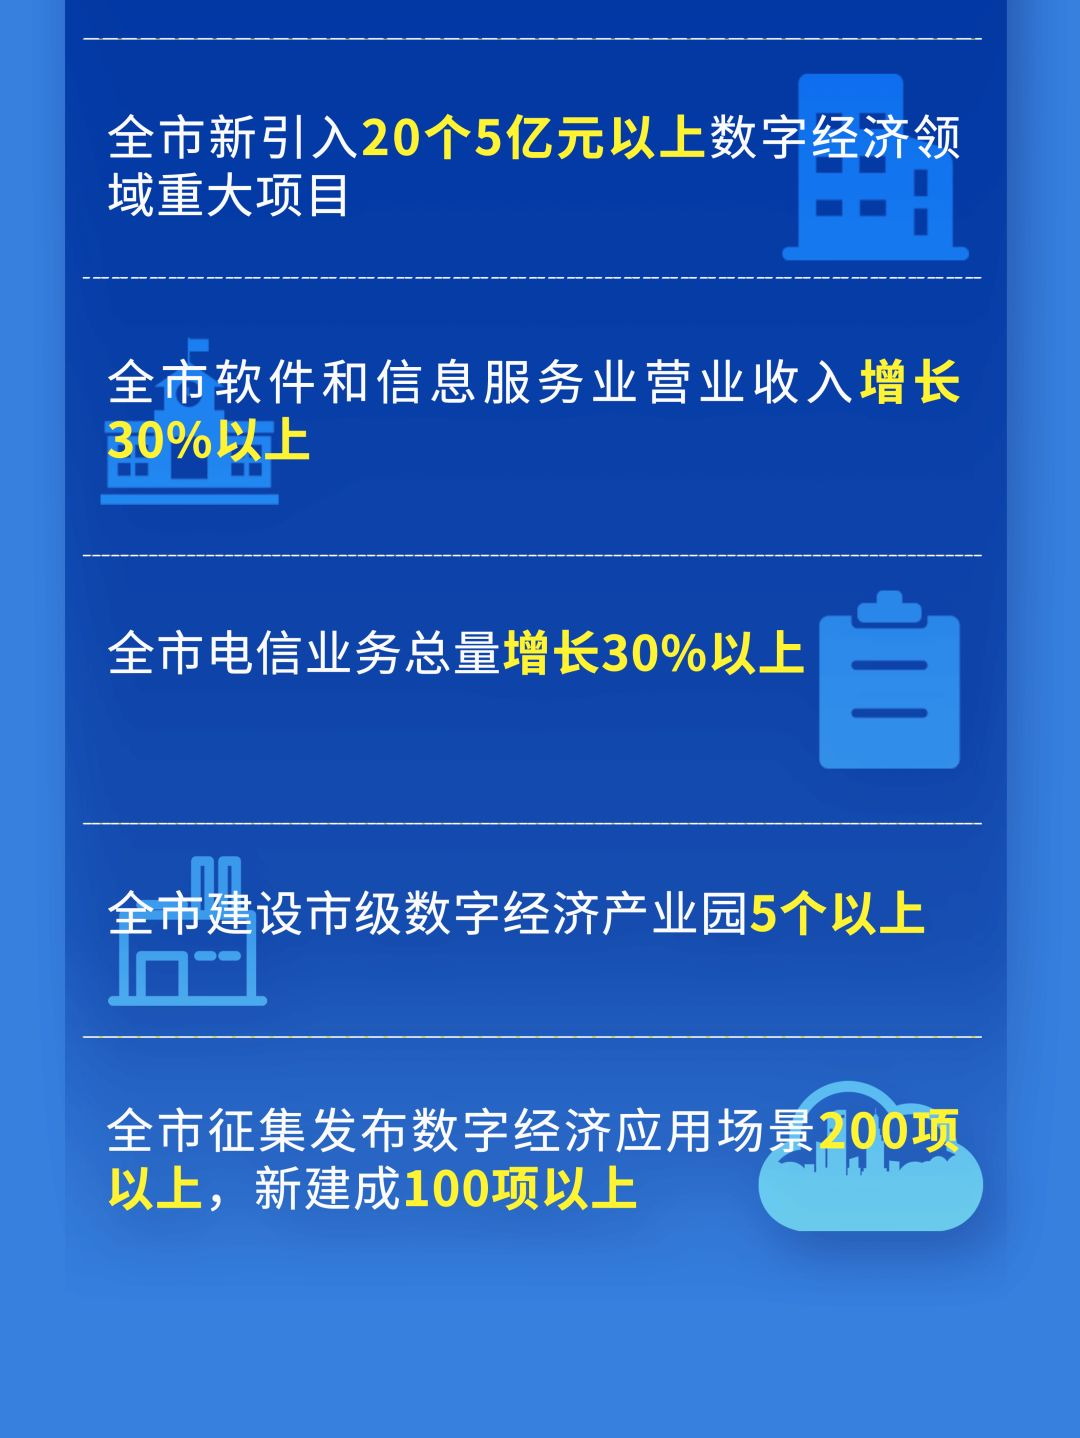 全市新引入20个5亿元以上数字经济领
域重大项目
全市软件和信息服务业营业收入增长
30%以上
全市电信业务总量增长30%以上
全市建设市级数字经济产业园5个以上
全市征集发布数字经济应用场景200项
以上，新建成100项以上